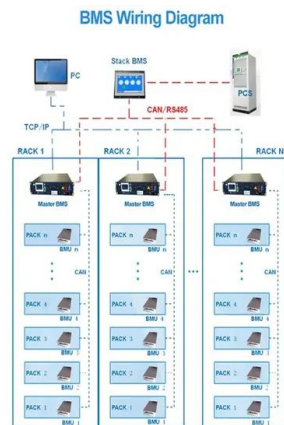 BMS Wiring Diagram
Stack BMS
PC
PCS
CAN/RS485
TCP/IP
RACK 1 RACK 2 RACK N
Master BMS Master BMS Master BMS
PACK n PACK n PACK n
BMU n BMU n BMU n
CAN CAN CAN
PACK 4 PACK 4 PACK 4
BMU 4 BMU 4 BMU 4
PACK 3 PACK 3 PACK 3
BMU 3 BMU 3 BMU 3
PACK 2 PACK 2 PACK 2
BMU 2 BMU 2 BMU 2
PACK 1 PACK 1 PACK 1
BMU 1 BMU 1 BMU 1